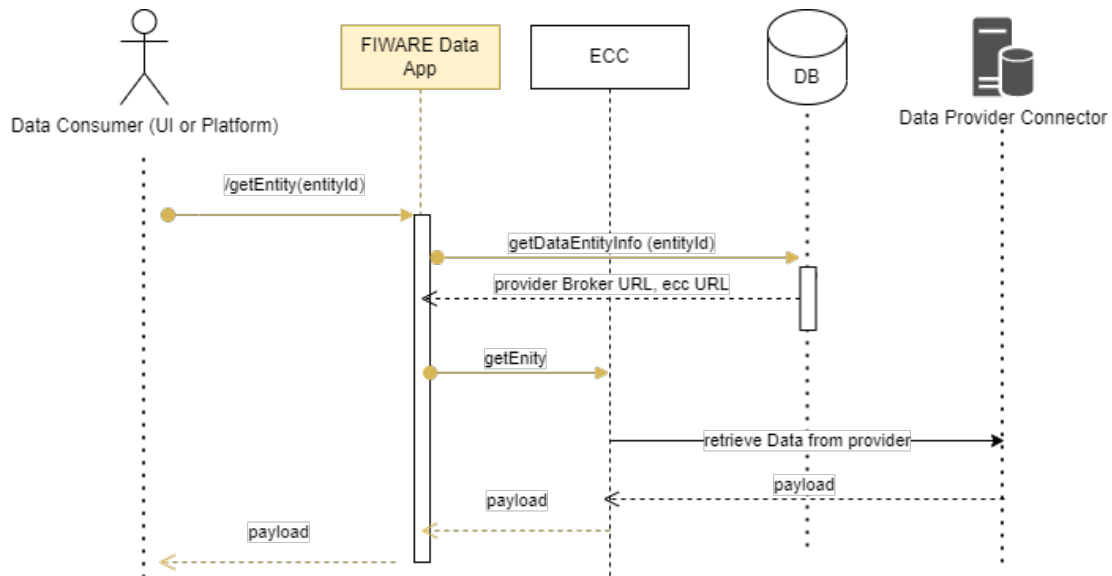 FIWARE Data
App
ECC
DB
Data Consumer (UI or Platform)
Data Provider Connector
/getEntity(entityId)
getDataEntityInfo (entityId)
provider Broker URL, ecc URL
getEnity
retrieve Data from provider
payload
payload
payload